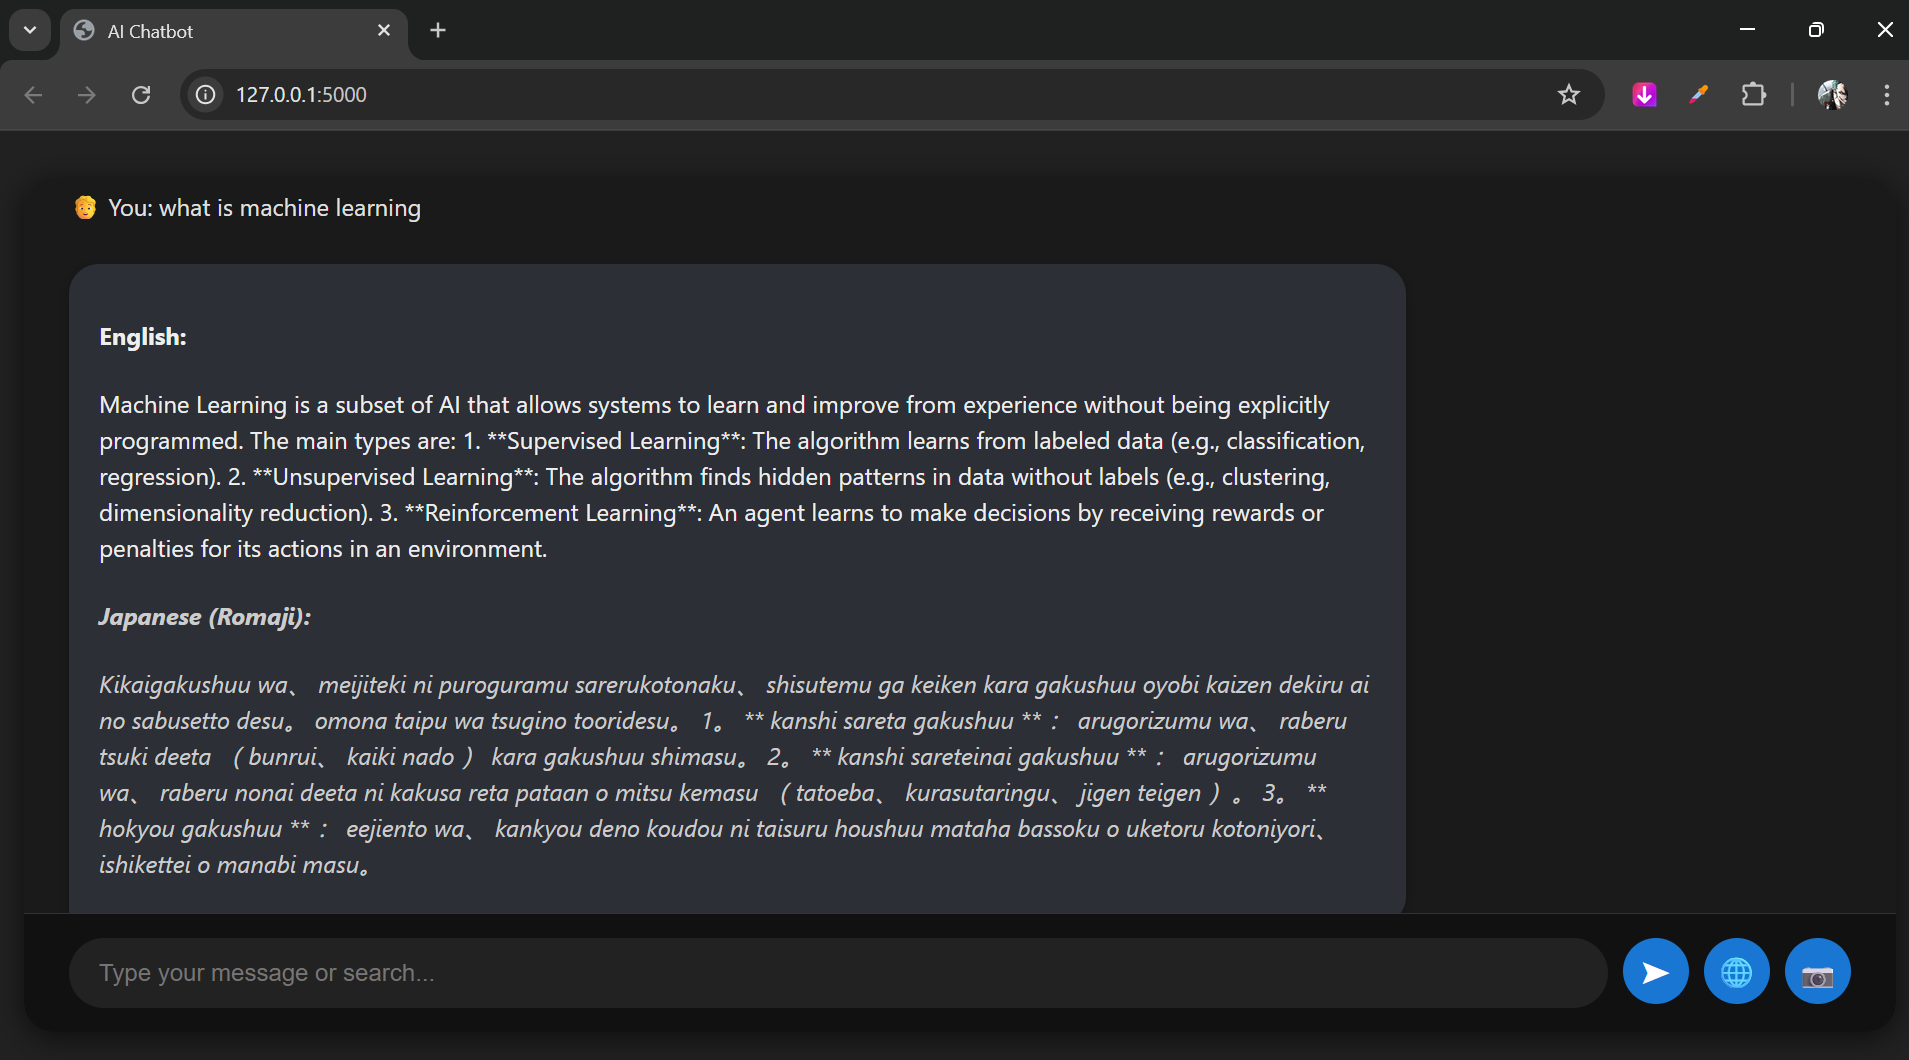 AI Chatbot
127.0.0.1:5000
You: what is machine learning
English:
Machine Learning is a subset of AI that allows systems to learn and improve from experience without being explicitly
programmed. The main types are: 1. **Supervised Learning**: The algorithm learns from labeled data (e.g., classification,
regression). 2. **Unsupervised Learning**: The algorithm finds hidden patterns in data without labels (e.g., clustering,
dimensionality reduction). 3. **Reinforcement Learning**: An agent learns to make decisions by receiving rewards or
penalties for its actions in an environment.
Japanese (Romaji):
Kikaigakushuu wa、 meijiteki ni puroguramu sarerukotonaku、 shisutemu ga keiken kara gakushuu oyobi kaizen dekiru ai
no sabusetto desu。 omona taipu wa tsugino tooridesu。 1。 ** kanshi sareta gakushuu ** ： arugorizumu wa、 raberu
tsuki deeta （ bunrui、 kaiki nado ） kara gakushuu shimasu。 2。 ** kanshi sareteinai gakushuu ** ： arugorizumu
wa、 raberu nonai deeta ni kakusa reta pataan o mitsu kemasu （ tatoeba、 kurasutaringu、 jigen teigen ） 。 3。 **
hokyou gakushuu ** ： eejiento wa、 kankyou deno koudou ni taisuru houshuu mataha bassoku o uketoru kotoniyori、
ishikettei o manabi masu。
Type your message or search...